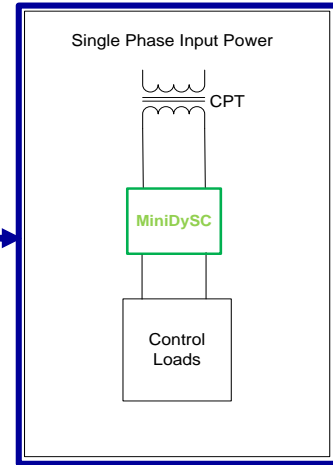 Single Phase Input Power
CPT
MiniDySC
Control
Loads